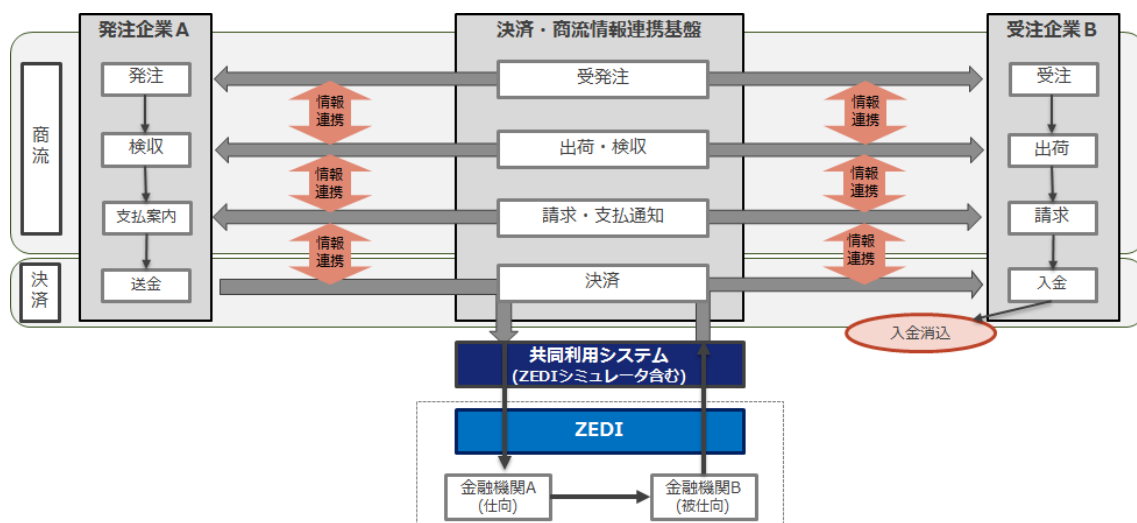 発注企業A
決済・商流情報連携基盤
受注企業B
商流
発注
受発注
受注
情報
連携
情報
連携
検収
出荷・検収
出荷
情報
連携
情報
連携
支払案内
請求・支払通知
請求
情報
連携
情報
連携
決済
送金
決済
入金
入金消込
共同利用システム
(ZEDIシミュレータ含む)
ZEDI
金融機関A
(仕向)
金融機関B
(被仕向)